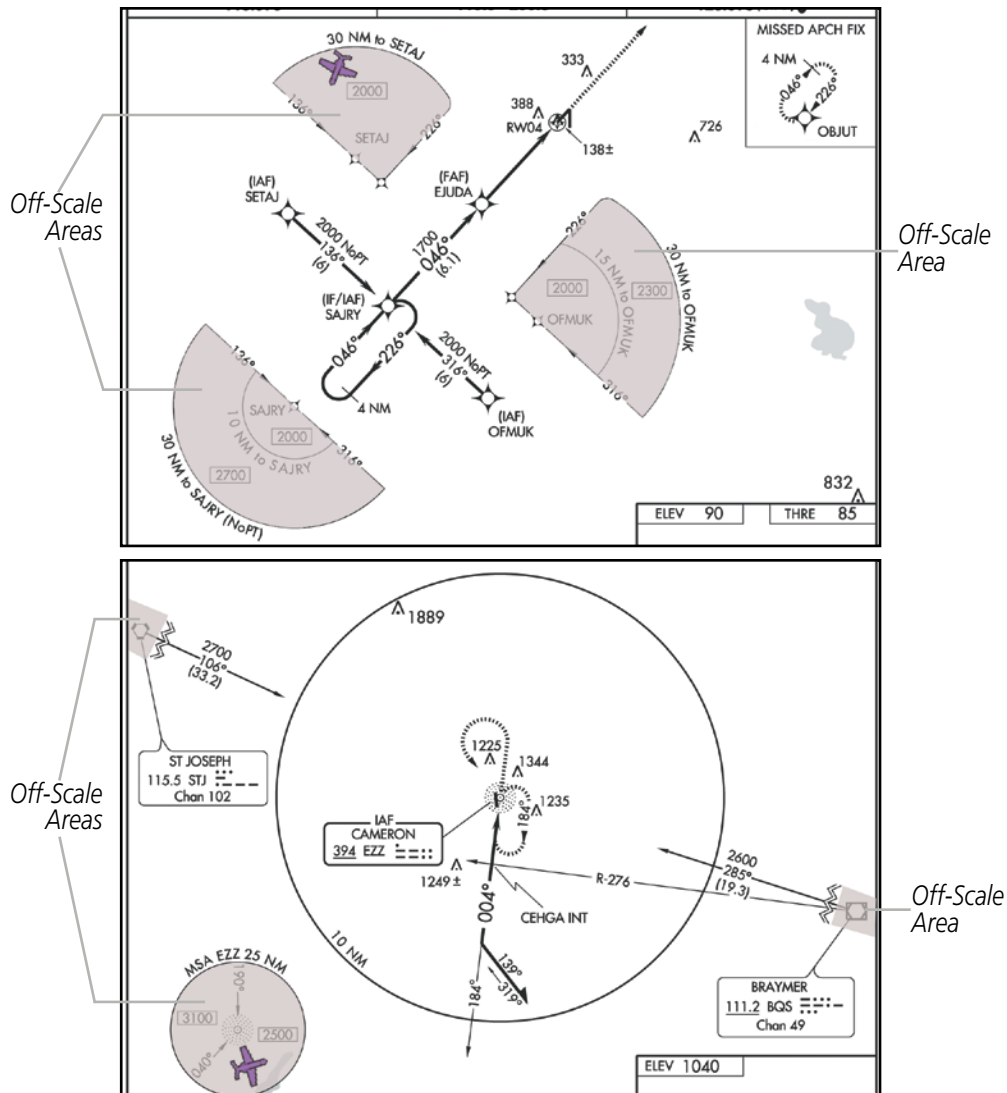 MISSED APCH FIX
4 NM
046°
226°
OBJUT
30 NM to SETAJ
2000
136°
226°
SETAJ
333
388
RW04
138±
726
Off-Scale
Areas
(IAF)
SETAJ
2000 NoPT
136°
(6)
(FAF)
EJUDA
1700
046°
(6.1)
(IF/IAF)
SAJRY
046°
226°
4 NM
2000 NoPT
316°
(6)
(IAF)
OFMUK
226°
2000
15 NM to OFMUK
2300
30 NM to OFMUK
OFMUK
316°
Off-Scale
Area
136°
SAJRY
2000
10 NM to SAJRY
316°
2700
30 NM to SAJRY (NoPT)
832
ELEV 90
THRE 85
1889
2700
106°
(33.2)
ST JOSEPH
115.5 STJ
Chan 102
Off-Scale
Areas
1225
1344
1235
184°
IAF
CAMERON
394 EZZ
1249 ±
004°
CEHGA INT
R-276
2600
285°
(19.3)
Off-Scale
Area
10 NM
139°
319°
184°
BRAYMER
111.2 BQS
Chan 49
MSA EZZ 25 NM
190°
3100
2500
040°
ELEV 1040